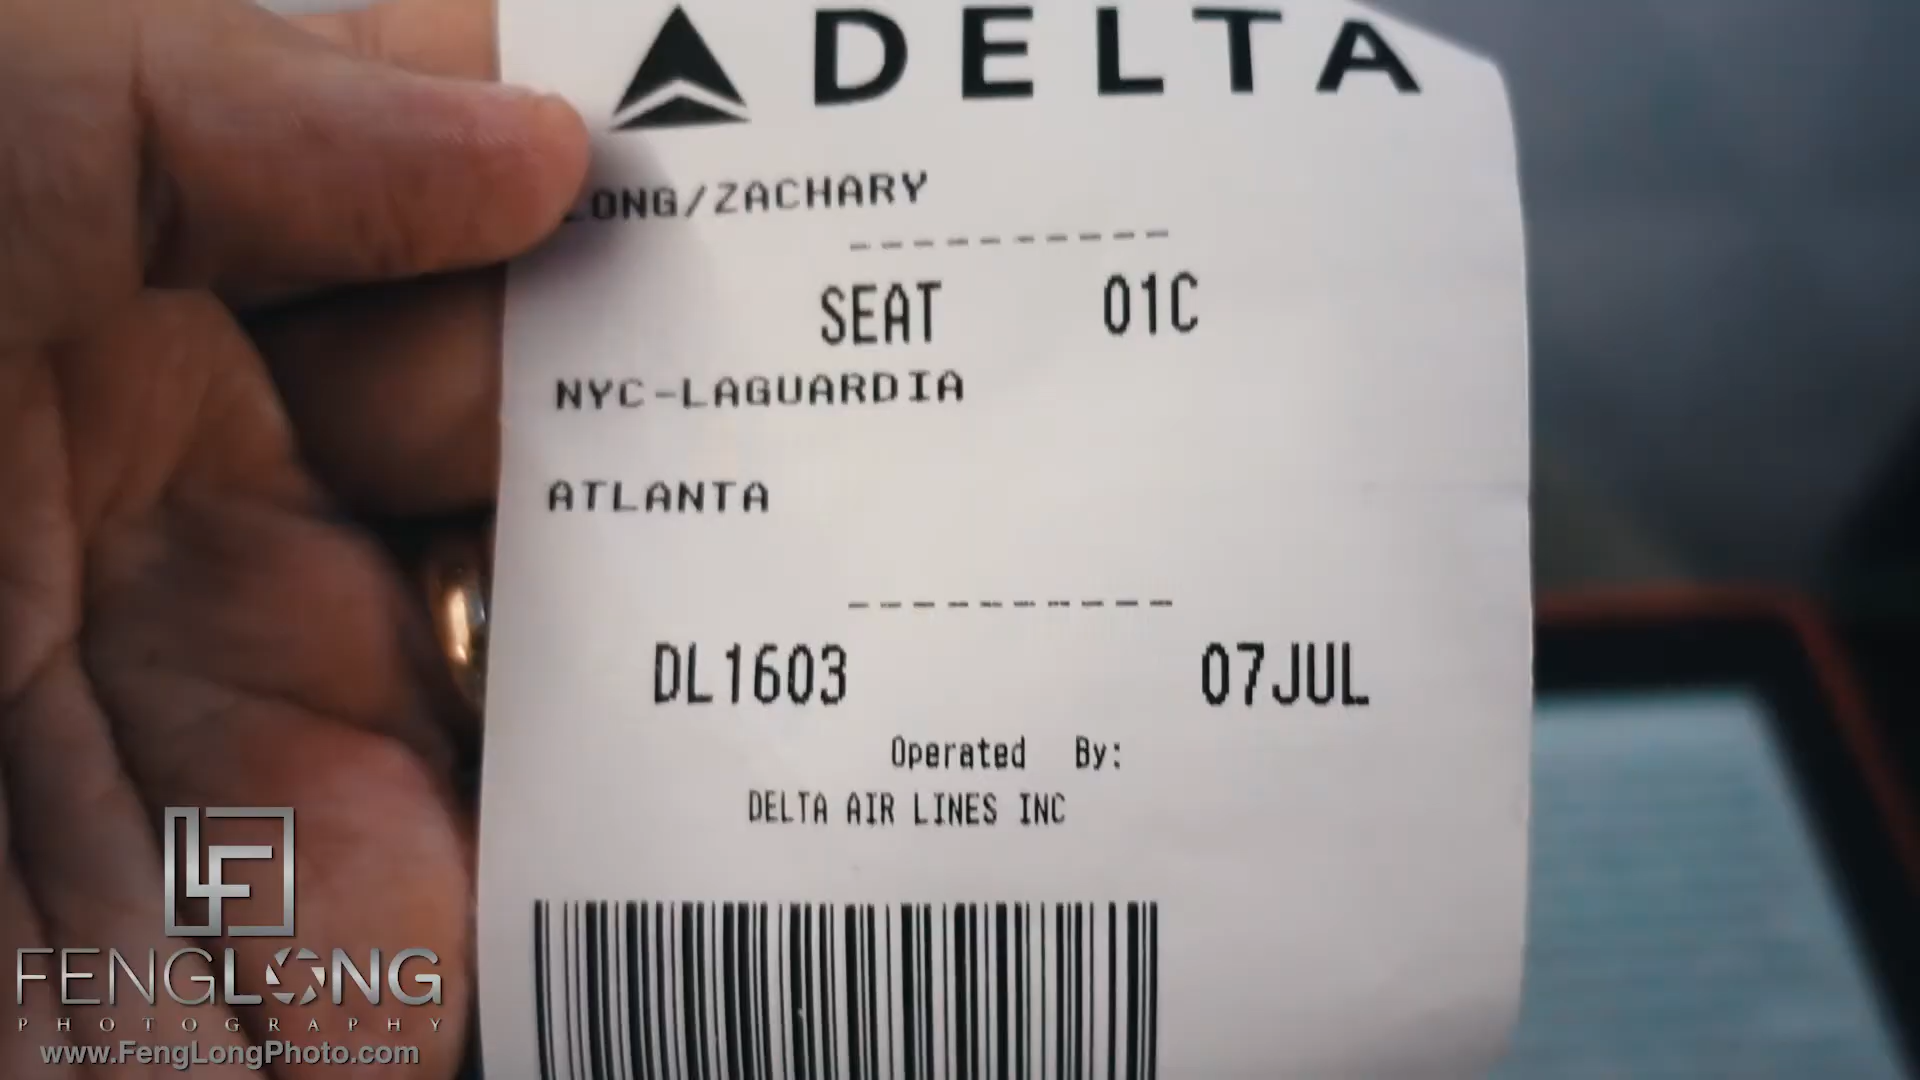 DELTA
LONG/ZACHARY
SEAT 01C
NYC-LAGUARDIA
ATLANTA
DL1603 07JUL
Operated By:
DELTA AIR LINES INC
FENGLONG
PHOTOGRAPHY
www.FengLongPhoto.com